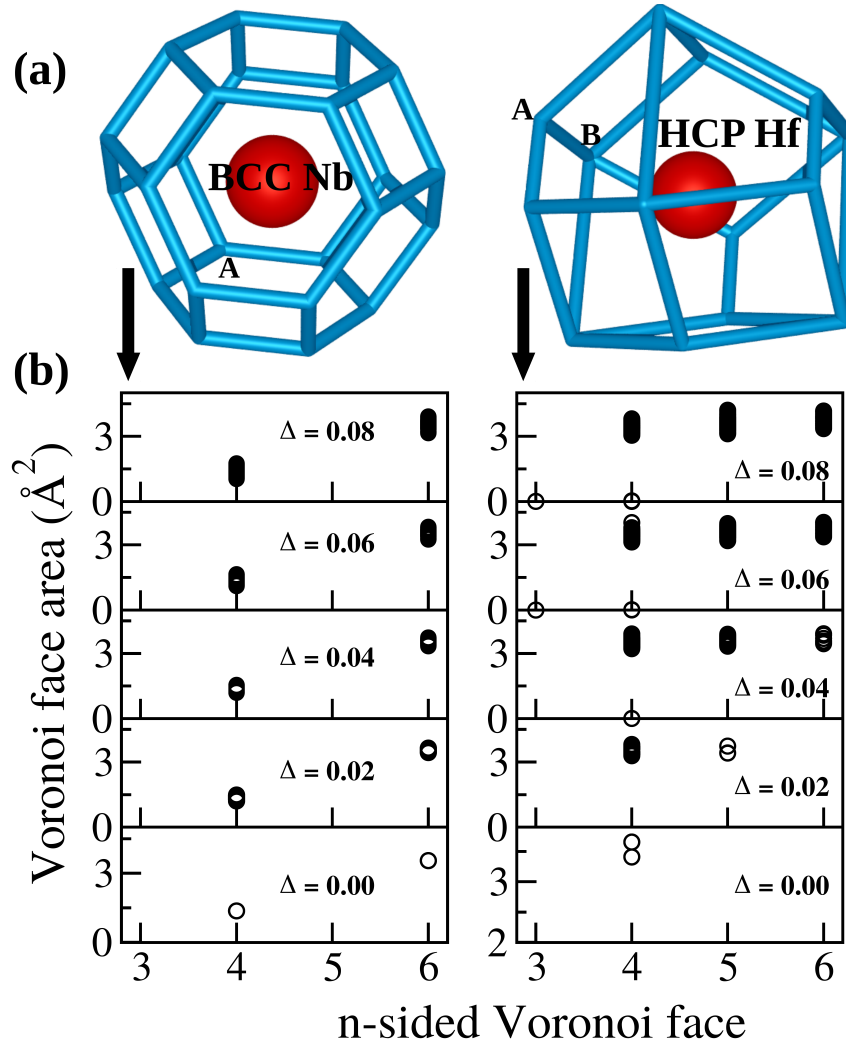 (a)
BCC Nb
A
A
B
HCP Hf
(b)
Voronoi face area (Å²)
3
0
Δ = 0.08
3
0
Δ = 0.06
3
0
Δ = 0.04
3
0
Δ = 0.02
3
0
Δ = 0.00
3 4 5 6
3
0
Δ = 0.08
3
0
Δ = 0.06
3
0
Δ = 0.04
3
0
Δ = 0.02
3
2
Δ = 0.00
3 4 5 6
n-sided Voronoi face